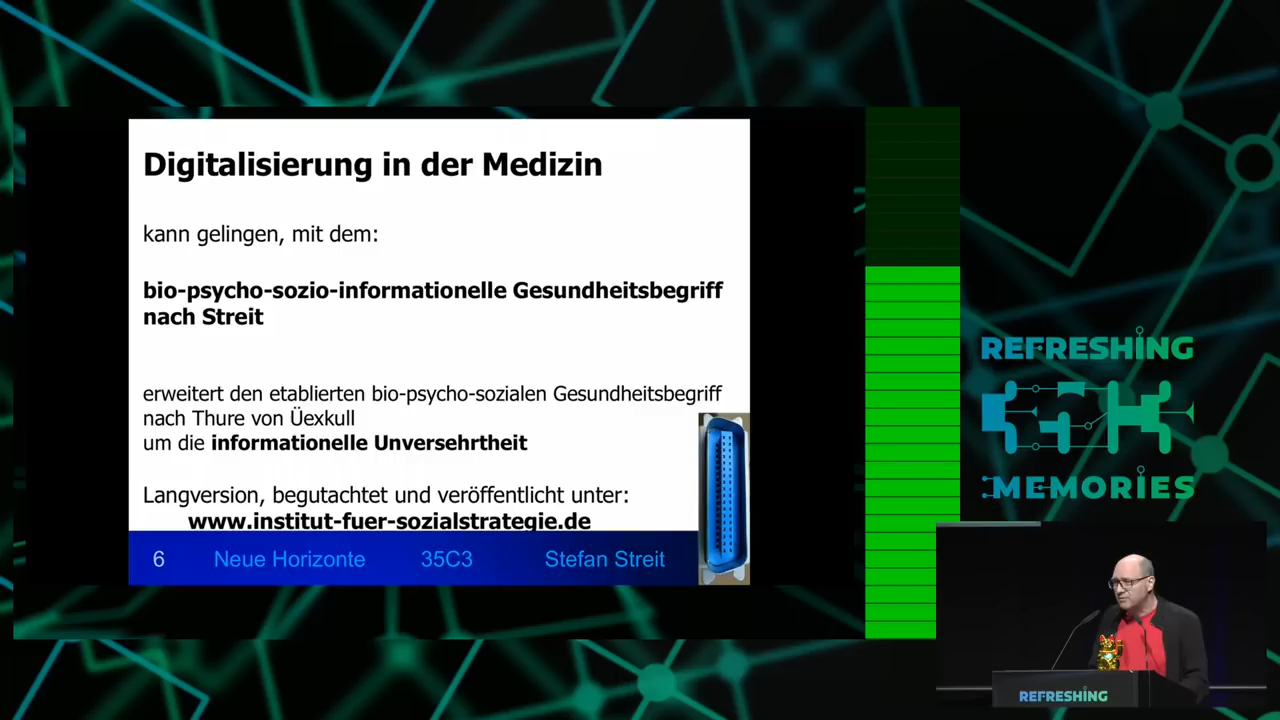 Digitalisierung in der Medizin
kann gelingen, mit dem:
bio-psycho-sozio-informationelle Gesundheitsbegriff
nach Streit
erweitert den etablierten bio-psycho-sozialen Gesundheitsbegriff
nach Thure von Üexkull
um die informationelle Unversehrtheit
Langversion, begutachtet und veröffentlicht unter:
www.institut-fuer-sozialstrategie.de
6 Neue Horizonte 35C3 Stefan Streit
REFRESHING
35C3
:MEMORIES
REFRESHING